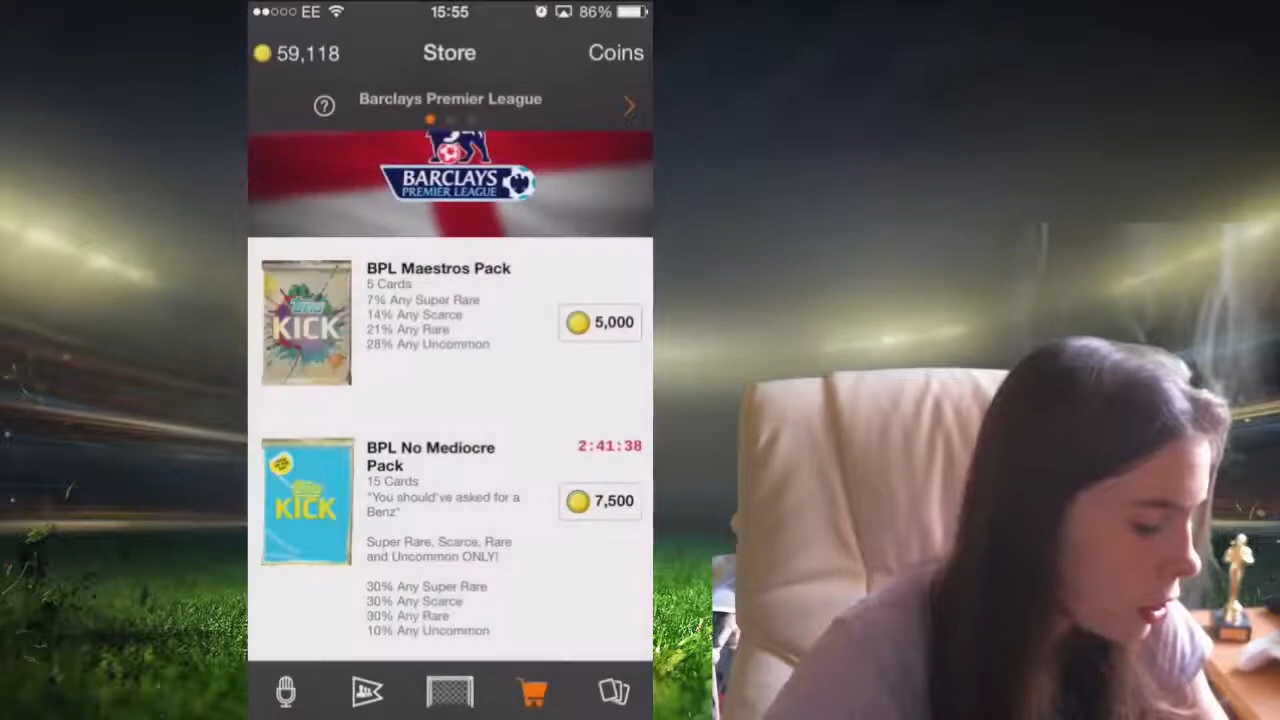 EE 15:55 86%
59,118 Store Coins
? Barclays Premier League
BARCLAYS
PREMIER LEAGUE
BPL Maestros Pack
5 Cards
7% Any Super Rare
14% Any Scarce
21% Any Rare
28% Any Uncommon
5,000
KICK
BPL No Mediocre
Pack
2:41:38
15 Cards
"You should've asked for a
Benz"
7,500
KICK
Super Rare, Scarce, Rare
and Uncommon ONLY!
30% Any Super Rare
30% Any Scarce
30% Any Rare
10% Any Uncommon